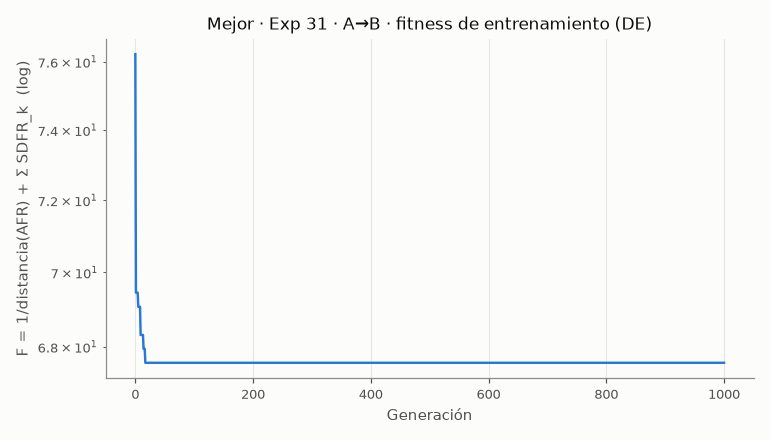 Mejor · Exp 31 · A→B · fitness de entrenamiento (DE)
F = 1/distancia(AFR) + Σ SDFR_k (log)
7.6 × 10¹
7.4 × 10¹
7.2 × 10¹
7 × 10¹
6.8 × 10¹
0 200 400 600 800 1000
Generación